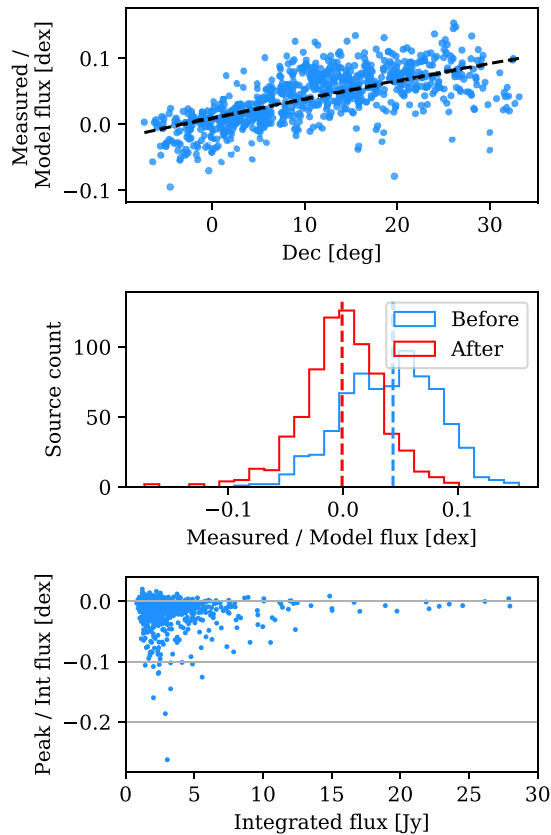 Measured /
Model flux [dex]
0.1
0.0
−0.1
0 10 20 30
Dec [deg]
Source count
100
50
0
Before
After
−0.1 0.0 0.1
Measured / Model flux [dex]
Peak / Int flux [dex]
0.0
−0.1
−0.2
0 5 10 15 20 25 30
Integrated flux [Jy]